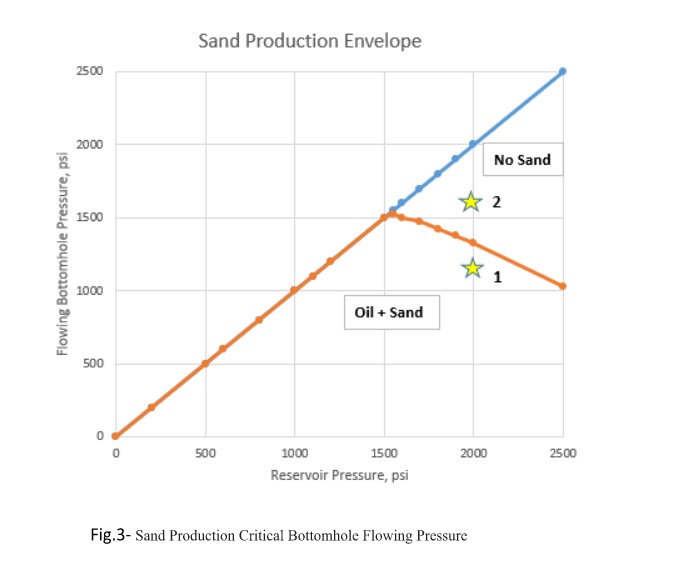 Sand Production Envelope
Flowing Bottomhole Pressure, psi
2500
2000
1500
1000
500
0
No Sand
2
1
Oil + Sand
0 500 1000 1500 2000 2500
Reservoir Pressure, psi
Fig.3- Sand Production Critical Bottomhole Flowing Pressure